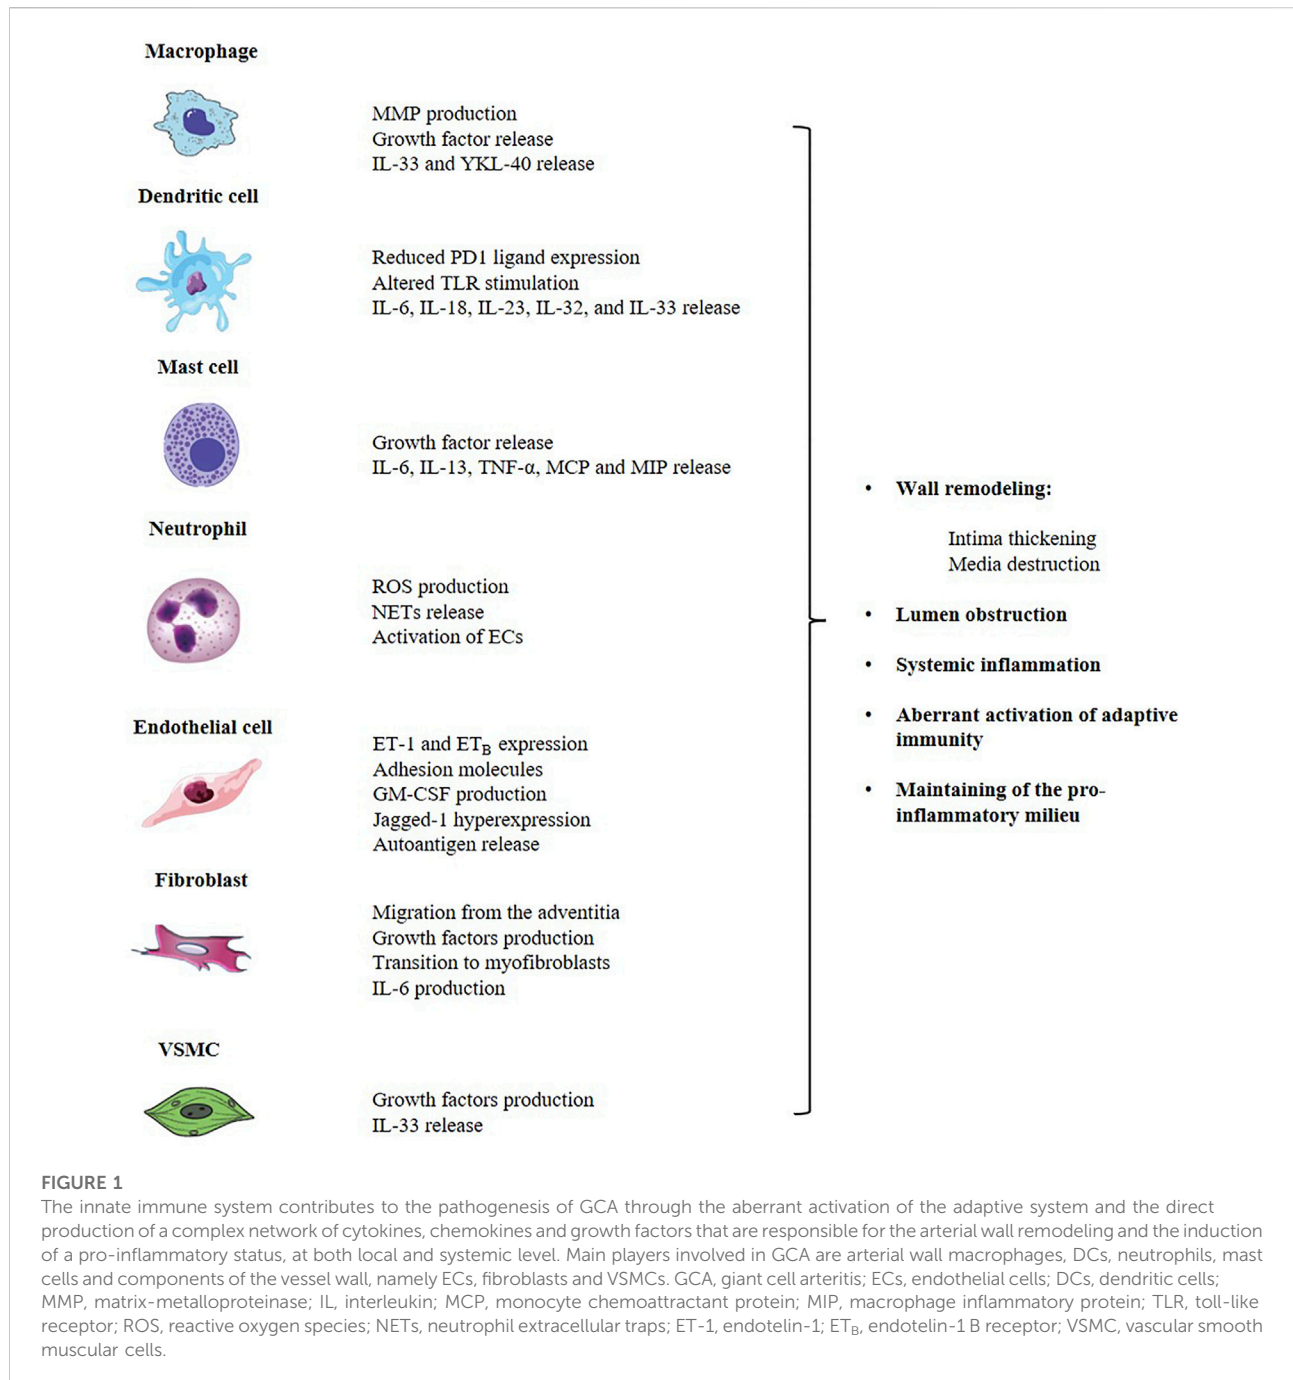 Macrophage
MMP production
Growth factor release
IL-33 and YKL-40 release
Dendritic cell
Reduced PD1 ligand expression
Altered TLR stimulation
IL-6, IL-18, IL-23, IL-32, and IL-33 release
Mast cell
Growth factor release
IL-6, IL-13, TNF-α, MCP and MIP release
Neutrophil
ROS production
NETs release
Activation of ECs
Endothelial cell
ET-1 and ETB expression
Adhesion molecules
GM-CSF production
Jagged-1 hyperexpression
Autoantigen release
Fibroblast
Migration from the adventitia
Growth factors production
Transition to myofibroblasts
IL-6 production
VSMC
Growth factors production
IL-33 release
• Wall remodeling:
Intima thickening
Media destruction
• Lumen obstruction
• Systemic inflammation
• Aberrant activation of adaptive
immunity
• Maintaining of the pro-
inflammatory milieu
FIGURE 1
The innate immune system contributes to the pathogenesis of GCA through the aberrant activation of the adaptive system and the direct
production of a complex network of cytokines, chemokines and growth factors that are responsible for the arterial wall remodeling and the induction
of a pro-inflammatory status, at both local and systemic level. Main players involved in GCA are arterial wall macrophages, DCs, neutrophils, mast
cells and components of the vessel wall, namely ECs, fibroblasts and VSMCs. GCA, giant cell arteritis; ECs, endothelial cells; DCs, dendritic cells;
MMP, matrix-metalloproteinase; IL, interleukin; MCP, monocyte chemoattractant protein; MIP, macrophage inflammatory protein; TLR, toll-like
receptor; ROS, reactive oxygen species; NETs, neutrophil extracellular traps; ET-1, endotelin-1; ETB, endotelin-1 B receptor; VSMC, vascular smooth
muscular cells.